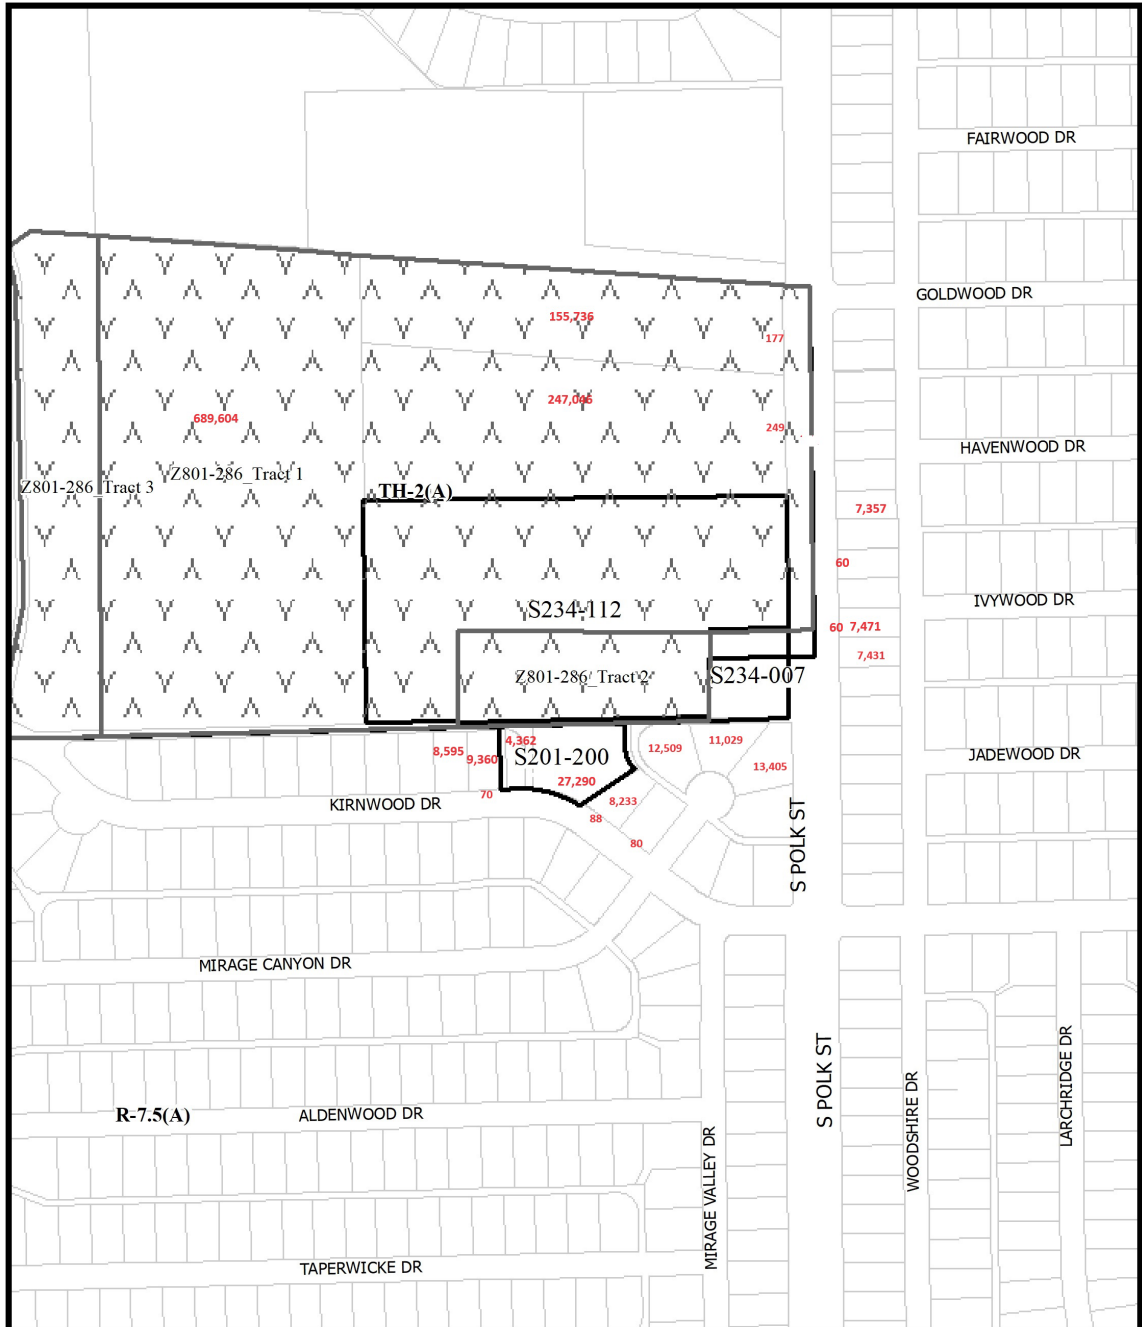 FAIRWOOD DR
GOLDWOOD DR
155,736
177
247,046
689,604
249
HAVENWOOD DR
Z801-286_Tract 1
Z801-286_Tract 3
TH-2(A)
7,357
60
IVYWOOD DR
S234-112
60
7,471
7,431
Z801-286_Tract 2
S234-007
4,362
11,029
8,595
9,360
12,509
S201-200
JADEWOOD DR
13,405
27,290
70
8,233
KIRNWOOD DR
88
80
S POLK ST
MIRAGE CANYON DR
S POLK ST
LARCHRIDGE DR
WOODSHIRE DR
R-7.5(A)
ALDENWOOD DR
MIRAGE VALLEY DR
TAPERWICKE DR